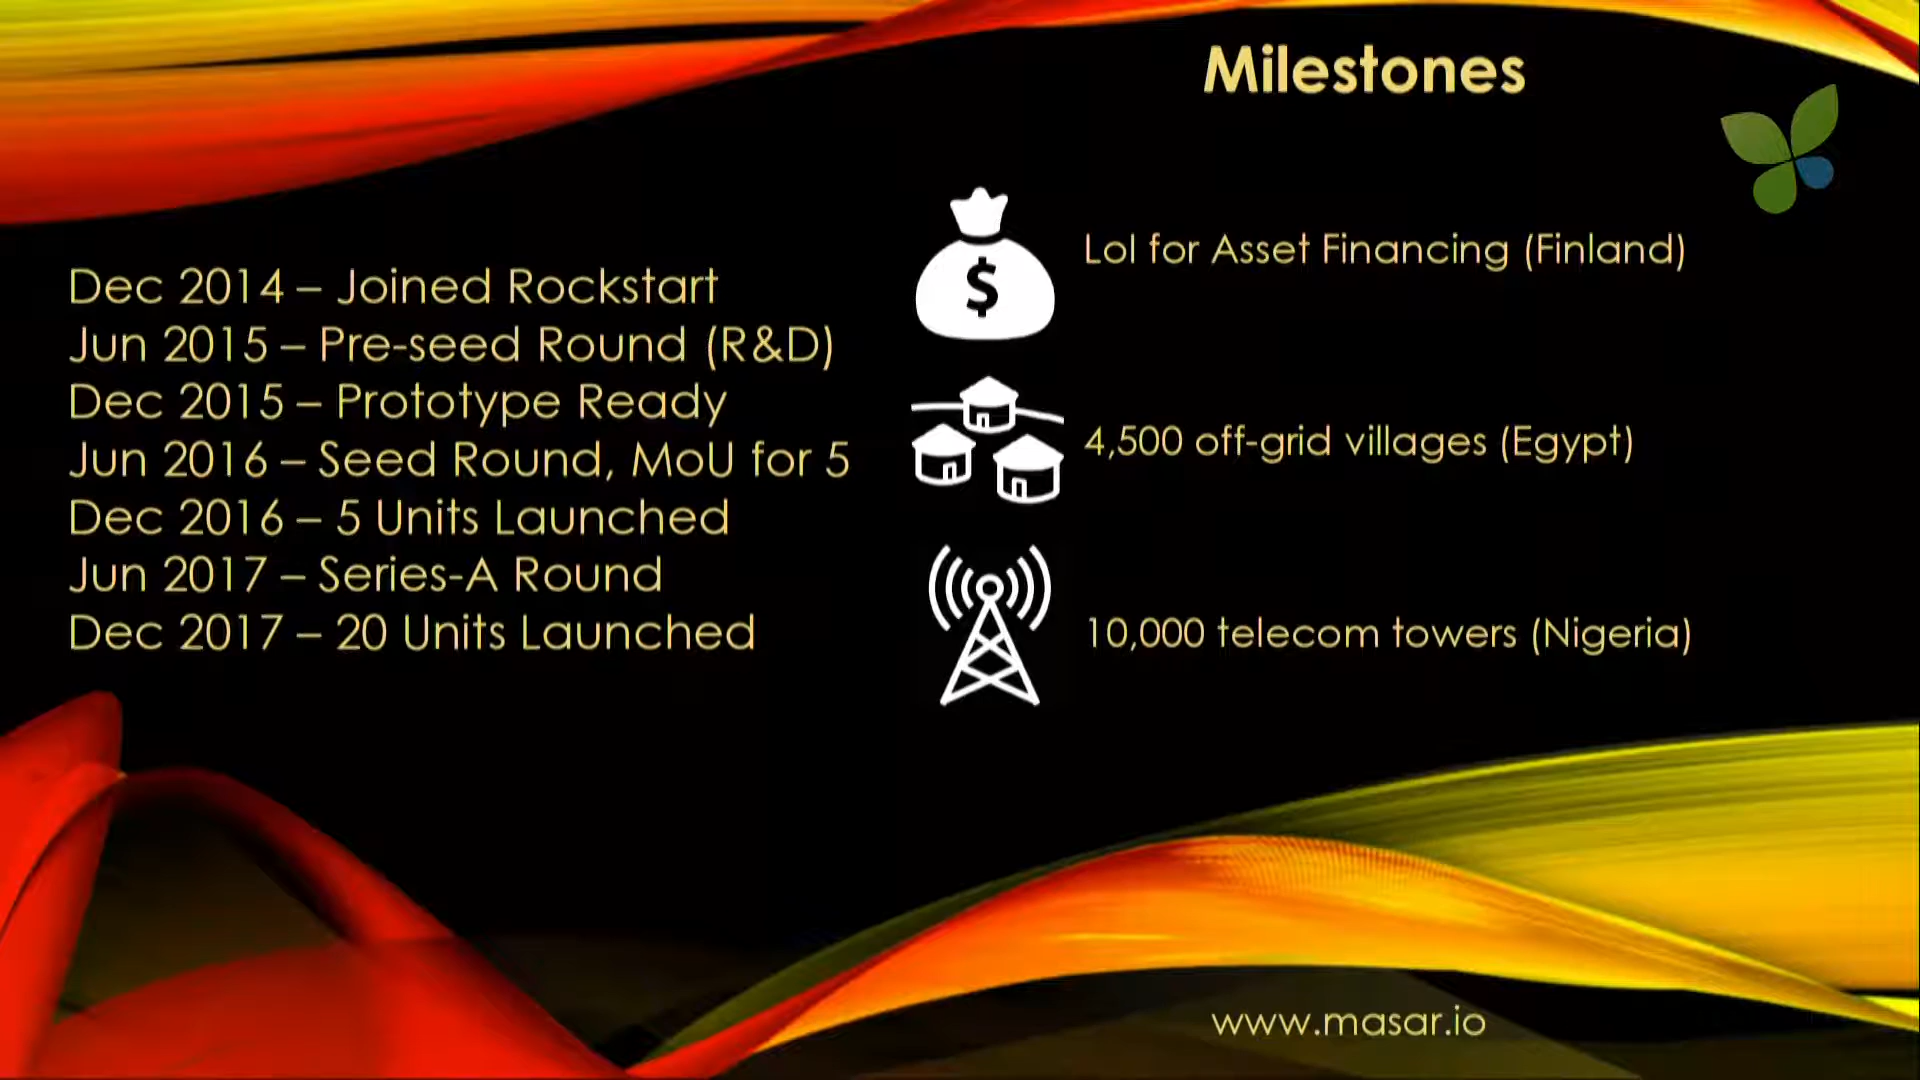 Milestones
Dec 2014 – Joined Rockstart
Jun 2015 – Pre-seed Round (R&D)
Dec 2015 – Prototype Ready
Jun 2016 – Seed Round, MoU for 5
Dec 2016 – 5 Units Launched
Jun 2017 – Series-A Round
Dec 2017 – 20 Units Launched
$
LoI for Asset Financing (Finland)
4,500 off-grid villages (Egypt)
10,000 telecom towers (Nigeria)
www.masar.io